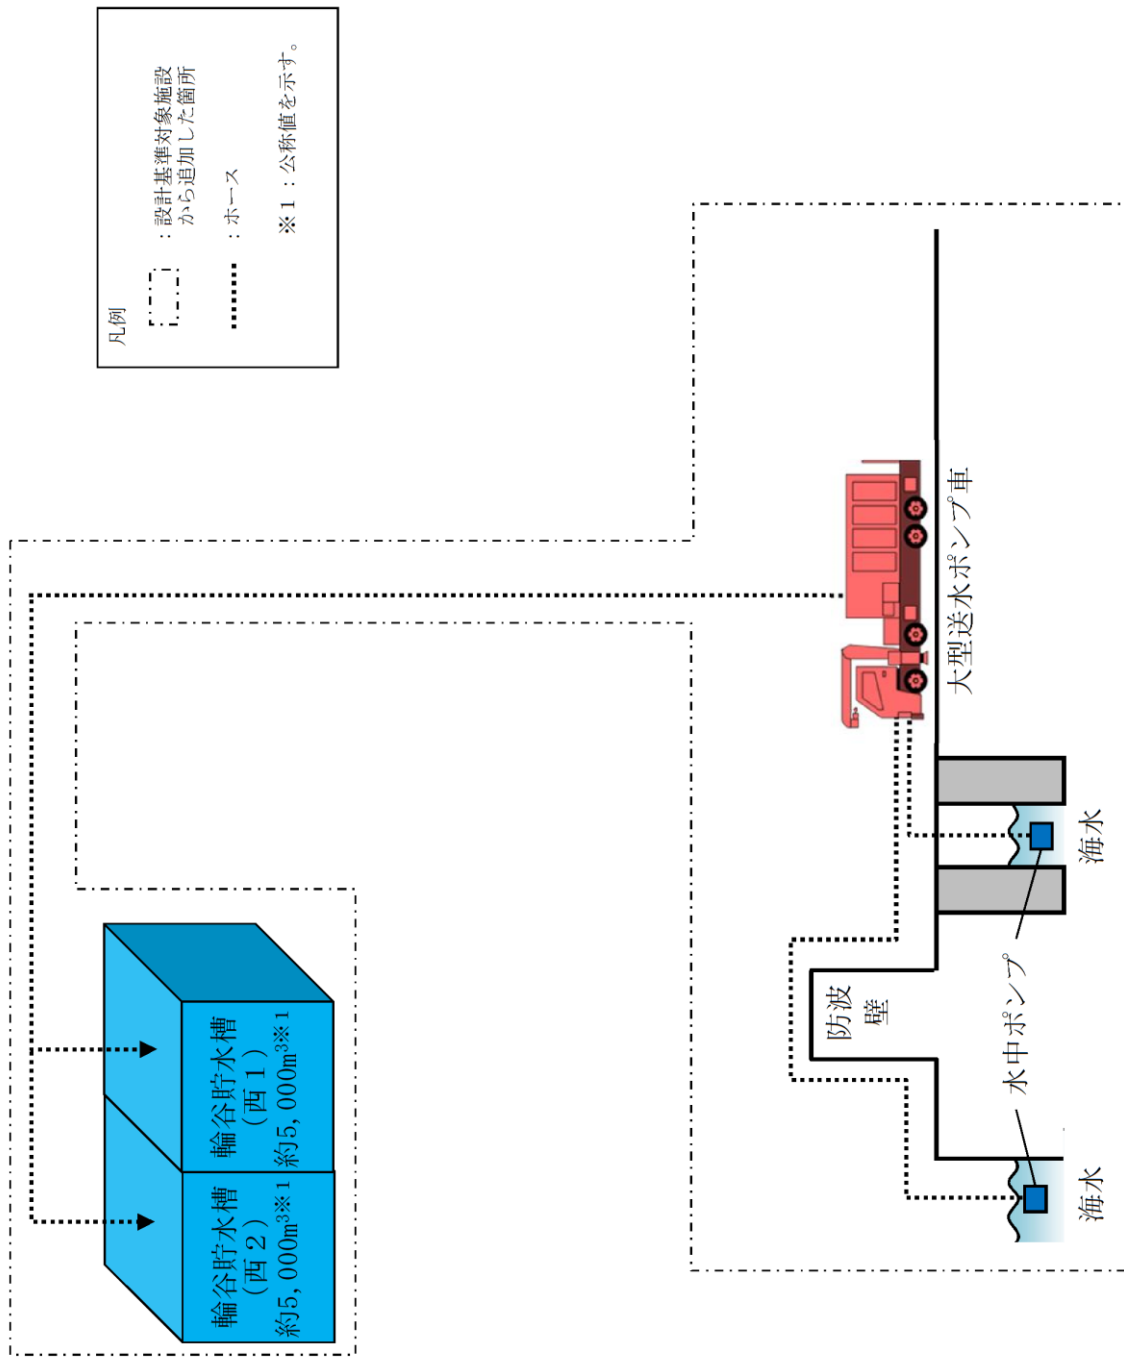 凡例
：設計基準対象施設
から追加した箇所
：ホース
※１：公称値を示す。
輪谷貯水槽
(西２)
約5,000m³※1
輪谷貯水槽
(西１)
約5,000m³※1
大型送水ポンプ車
防波
壁
水中ポンプ
海水
海水